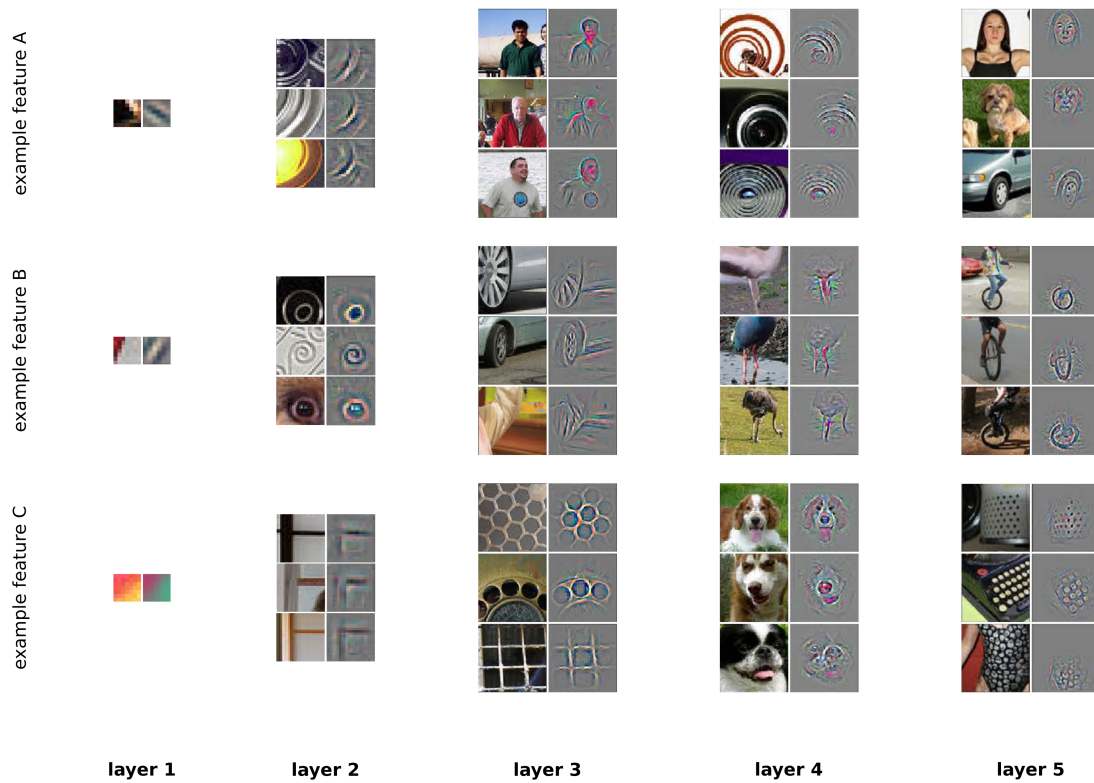 example feature A
example feature B
example feature C
layer 1
layer 2
layer 3
layer 4
layer 5